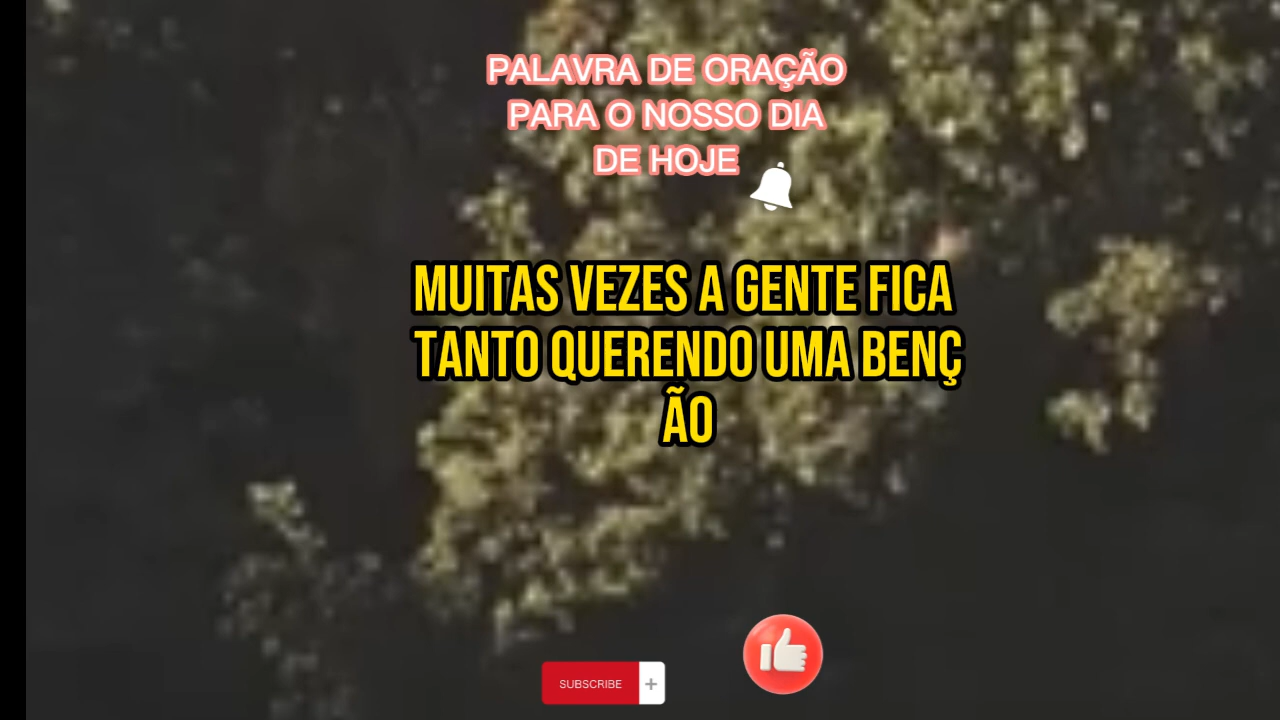 PALAVRA DE ORAÇÃO
PARA O NOSSO DIA
DE HOJE
MUITAS VEZES A GENTE FICA
TANTO QUERENDO UMA BENÇ
ÃO
SUBSCRIBE +